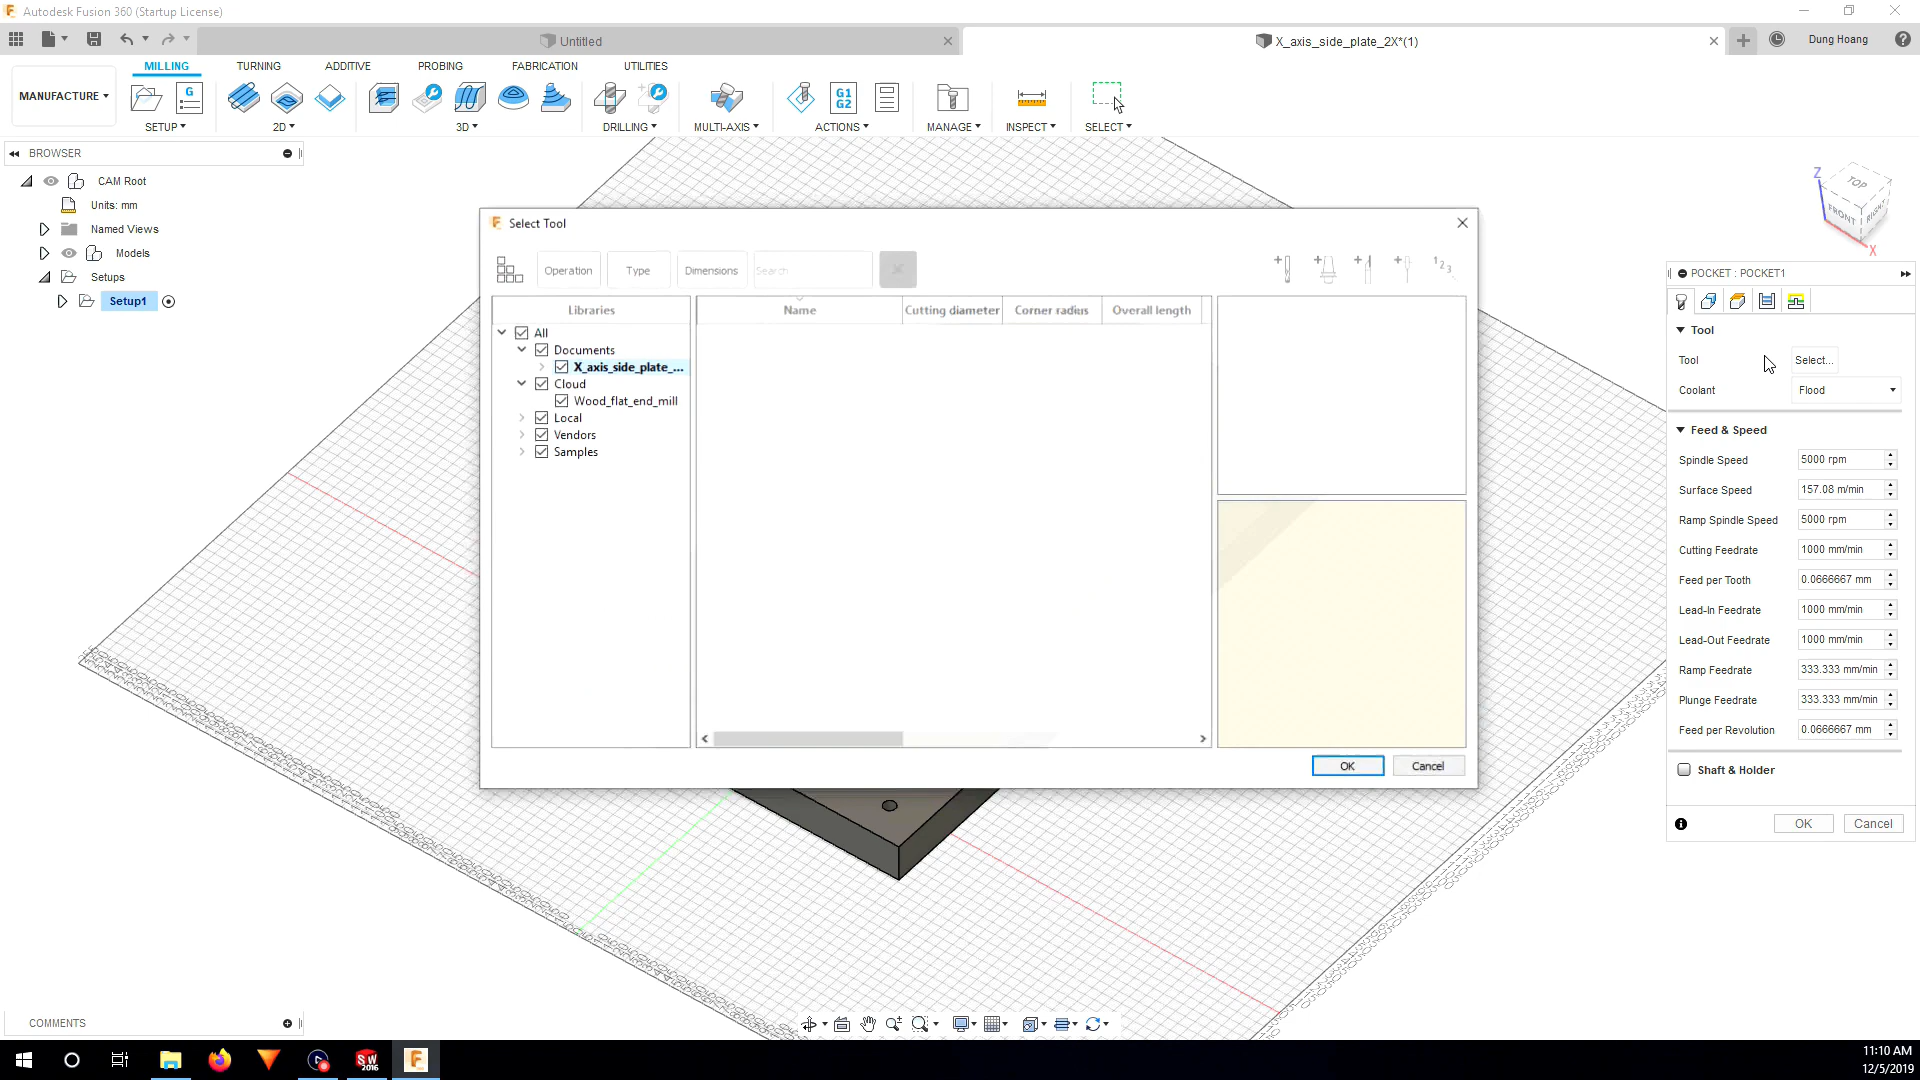 Autodesk Fusion 360 (Startup License)
Untitled
X_axis_side_plate_2X*(1)
Dung Hoang
MILLING
TURNING
ADDITIVE
PROBING
FABRICATION
UTILITIES
MANUFACTURE
SETUP
2D
3D
DRILLING
MULTI-AXIS
G1
G2
ACTIONS
MANAGE
INSPECT
SELECT
BROWSER
CAM Root
Units: mm
Named Views
Models
Setups
Setup1
Select Tool
Operation
Type
Dimensions
Search
Libraries
Name
Cutting diameter
Corner radius
Overall length
All
Documents
X_axis_side_plate_...
Cloud
Wood_flat_end_mill
Local
Vendors
Samples
OK
Cancel
Z
TOP
FRONT
RIGHT
X
POCKET : POCKET1
Tool
Tool
Select...
Coolant
Flood
Feed & Speed
Spindle Speed
5000 rpm
Surface Speed
157.08 m/min
Ramp Spindle Speed
5000 rpm
Cutting Feedrate
1000 mm/min
Feed per Tooth
0.0666667 mm
Lead-In Feedrate
1000 mm/min
Lead-Out Feedrate
1000 mm/min
Ramp Feedrate
333.333 mm/min
Plunge Feedrate
333.333 mm/min
Feed per Revolution
0.0666667 mm
Shaft & Holder
OK
Cancel
COMMENTS
SW
2016
11:10 AM
12/5/2019